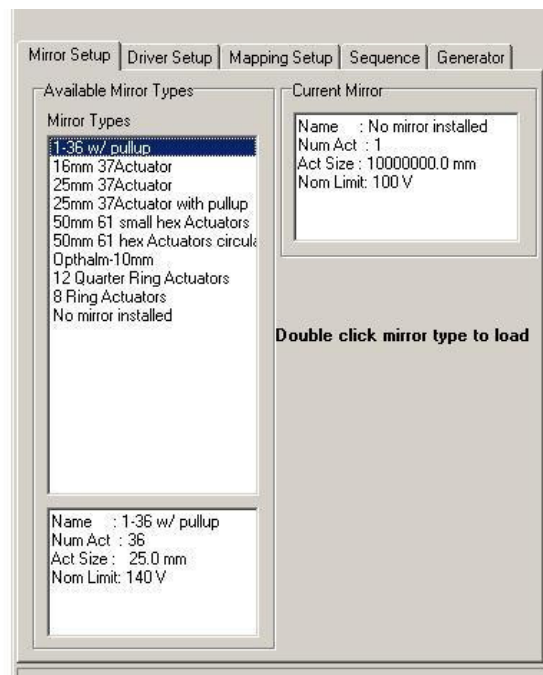 Mirror Setup Driver Setup Mapping Setup Sequence Generator
Available Mirror Types
Mirror Types
1-36 w/ pullup
16mm 37Actuator
25mm 37Actuator
25mm 37Actuator with pullup
50mm 61 small hex Actuators
50mm 61 hex Actuators circula
Opthalm-10mm
12 Quarter Ring Actuators
8 Ring Actuators
No mirror installed
Name : 1-36 w/ pullup
Num Act : 36
Act Size : 25.0 mm
Nom Limit: 140 V
Current Mirror
Name : No mirror installed
Num Act : 1
Act Size : 10000000.0 mm
Nom Limit: 100 V
Double click mirror type to load